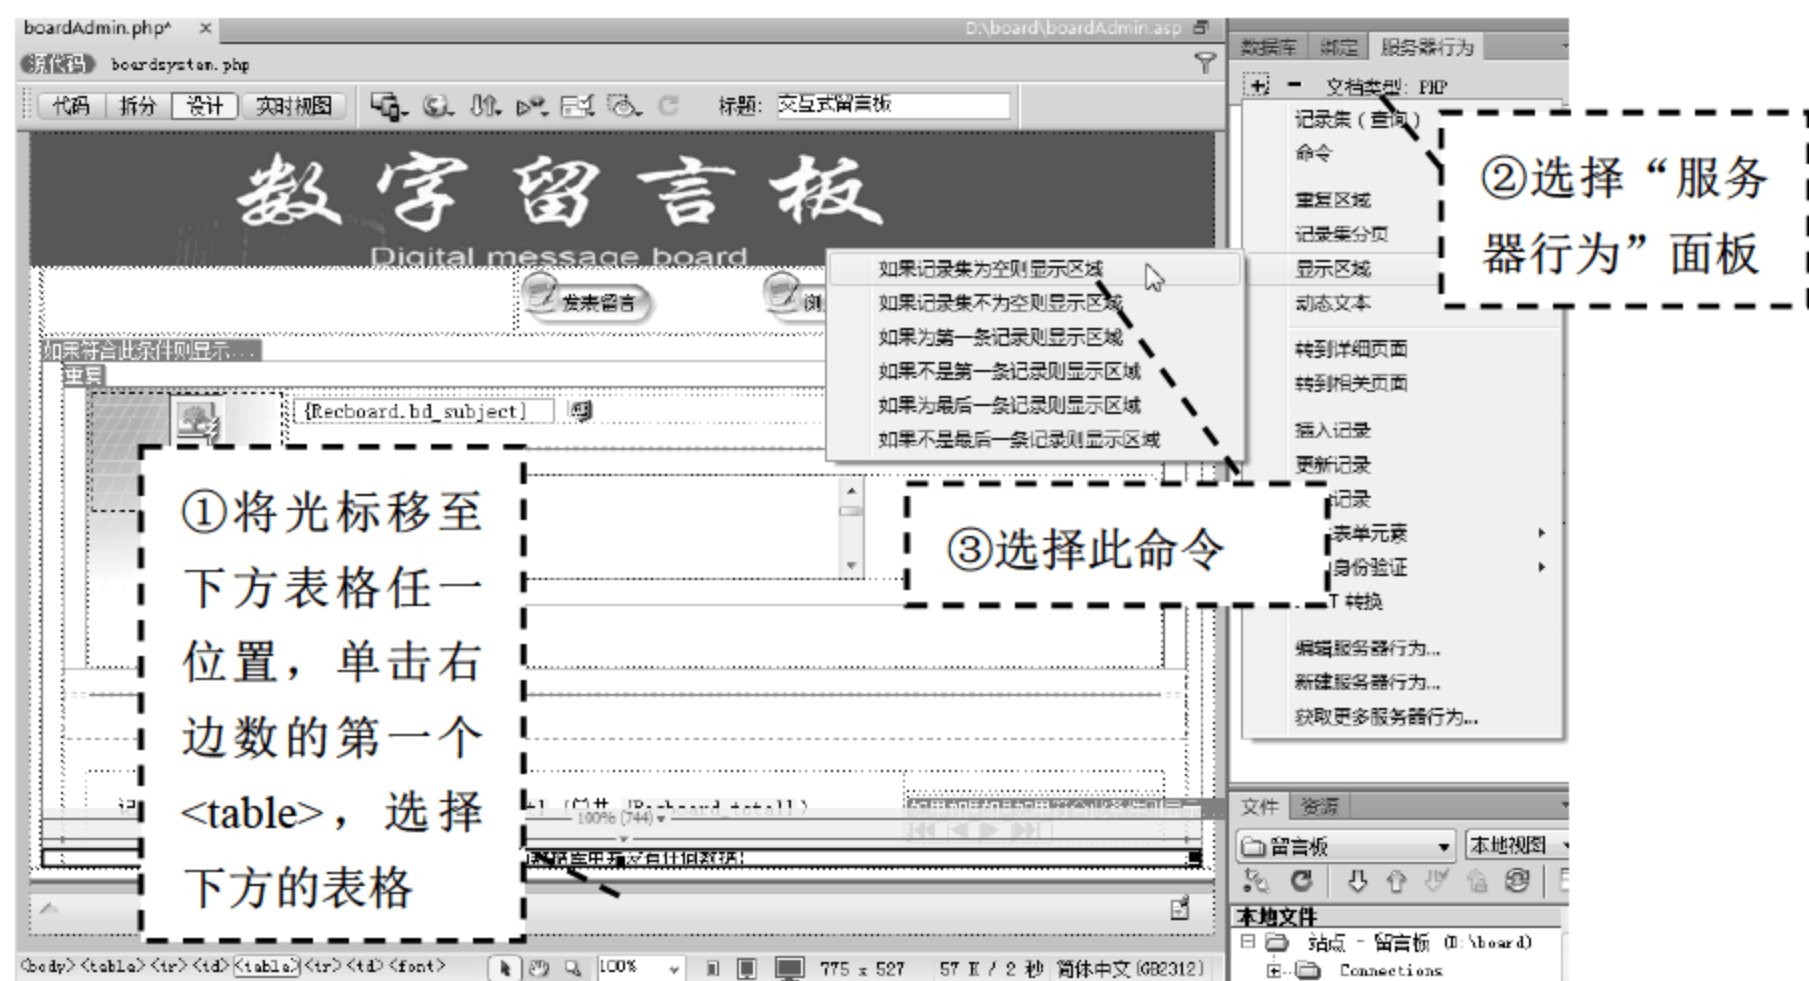 boardAdmin.php* ×
D:\board\boardAdmin.asp
源代码 boardsystem.php
代码 拆分 设计 实时视图 标题: 交互式留言板
数字留言板
Digital message board
发表留言
浏
如果符合此条件则显示...
重复
{Recboard.bd_subject}
①将光标移至
下方表格任一
位置，单击右
边数的第一个
<table>，选择
下方的表格
100% (744)
<body><table><tr><td><table><tr><td><font>
100%
775 x 527
57 K / 2 秒 简体中文(GB2312)
如果记录集为空则显示区域
如果记录集不为空则显示区域
如果为第一条记录则显示区域
如果不是第一条记录则显示区域
如果为最后一条记录则显示区域
如果不是最后一条记录则显示区域
③选择此命令
数据库 绑定 服务器行为
+ - 文档类型: PHP
记录集(查询)
命令
重复区域
记录集分页
显示区域
动态文本
转到详细页面
转到相关页面
插入记录
更新记录
记录
表单元素
身份验证
T 转换
编辑服务器行为...
新建服务器行为...
获取更多服务器行为...
②选择“服务
器行为”面板
文件 资源
留言板 本地视图
本地文件
站点 - 留言板 (D:\board)
Connections